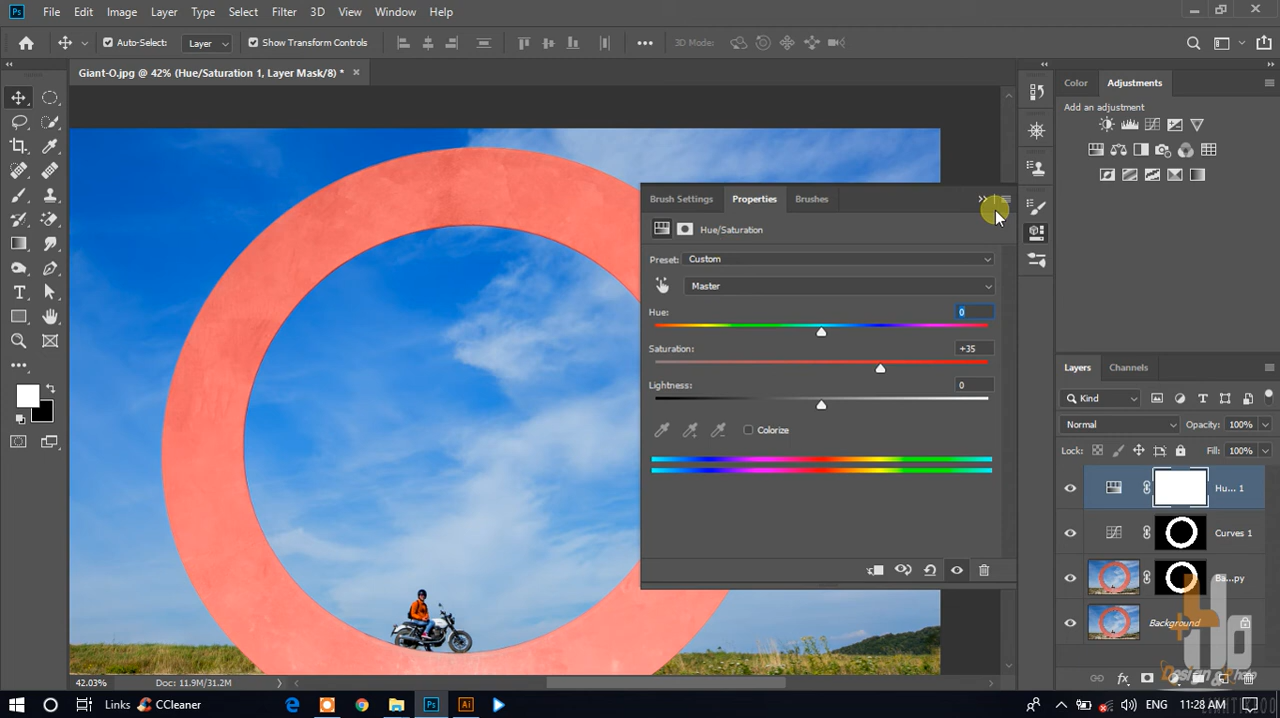 Ps File Edit Image Layer Type Select Filter 3D View Window Help
Auto-Select: Layer Show Transform Controls 3D Mode:
Giant-O.jpg @ 42% (Hue/Saturation 1, Layer Mask/8) * ×
Color Adjustments
Add an adjustment
Brush Settings Properties Brushes
Hue/Saturation
Preset: Custom
Master
Hue: 0
Saturation: +35
Lightness: 0
Colorize
Layers Channels
Kind
Normal Opacity: 100%
Lock: Fill: 100%
Hu... 1
Curves 1
Ba...py
Background
42.03% Doc: 11.9M/31.2M
Links CCleaner Ps Ai ENG 11:28 AM